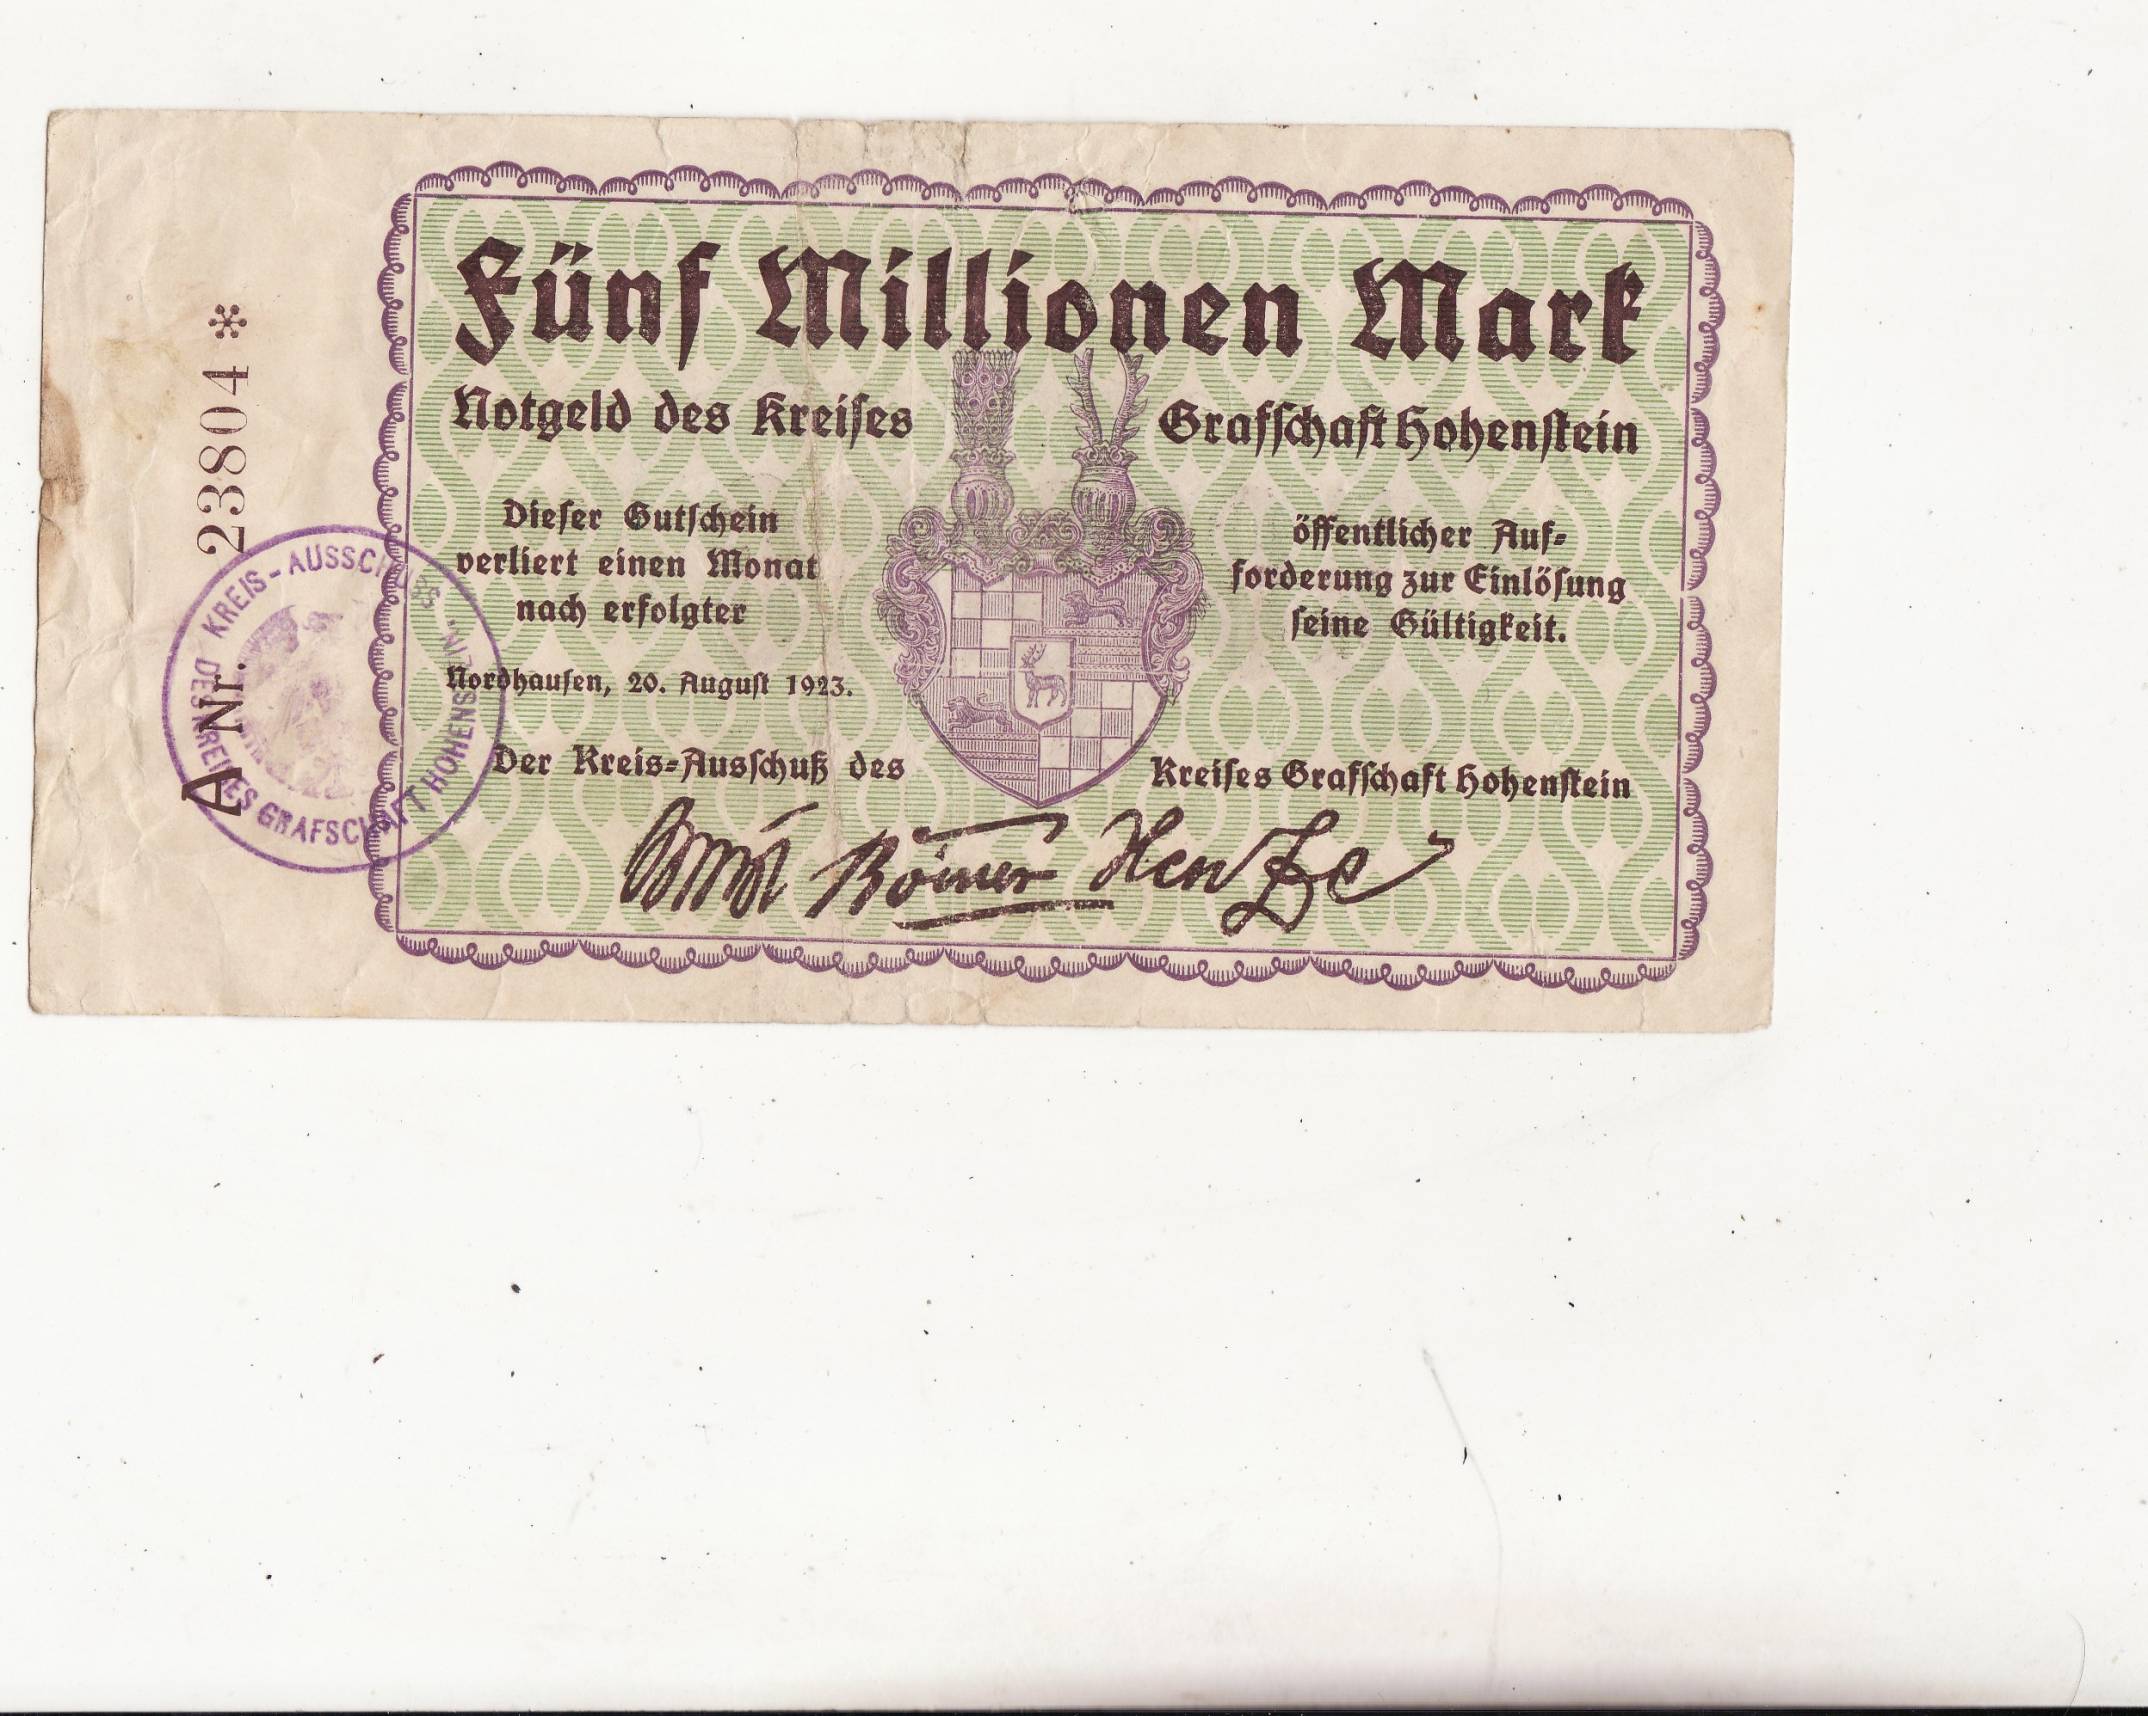 Fünf Millionen Mark
Notgeld des Kreises Grafschaft Hohenstein
Dieser Gutschein
verliert einen Monat
nach erfolgter
öffentlicher Auf-
forderung zur Einlösung
seine Gültigkeit.
Nordhausen, 20. August 1923.
Der Kreis-Ausschuß des Kreises Grafschaft Hohenstein
Hentze
A Nr. 23804 *
KREIS-AUSSCHUSS
DES KREISES GRAFSCHAFT HOHENSTEIN